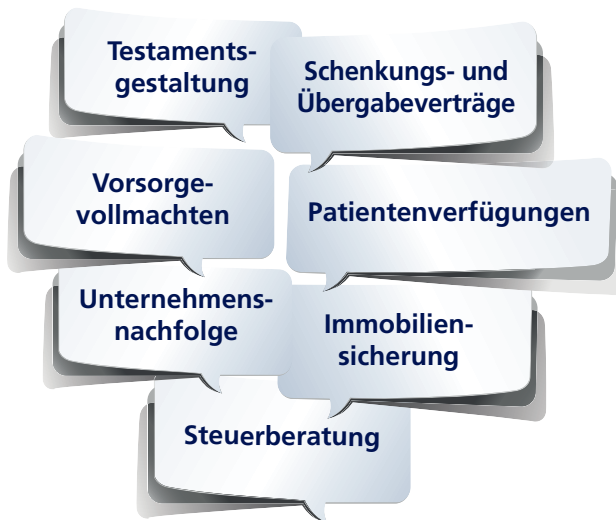 Testaments-
gestaltung
Schenkungs- und
Übergabeverträge
Vorsorge-
vollmachten
Patientenverfügungen
Unternehmens-
nachfolge
Immobilien-
sicherung
Steuerberatung